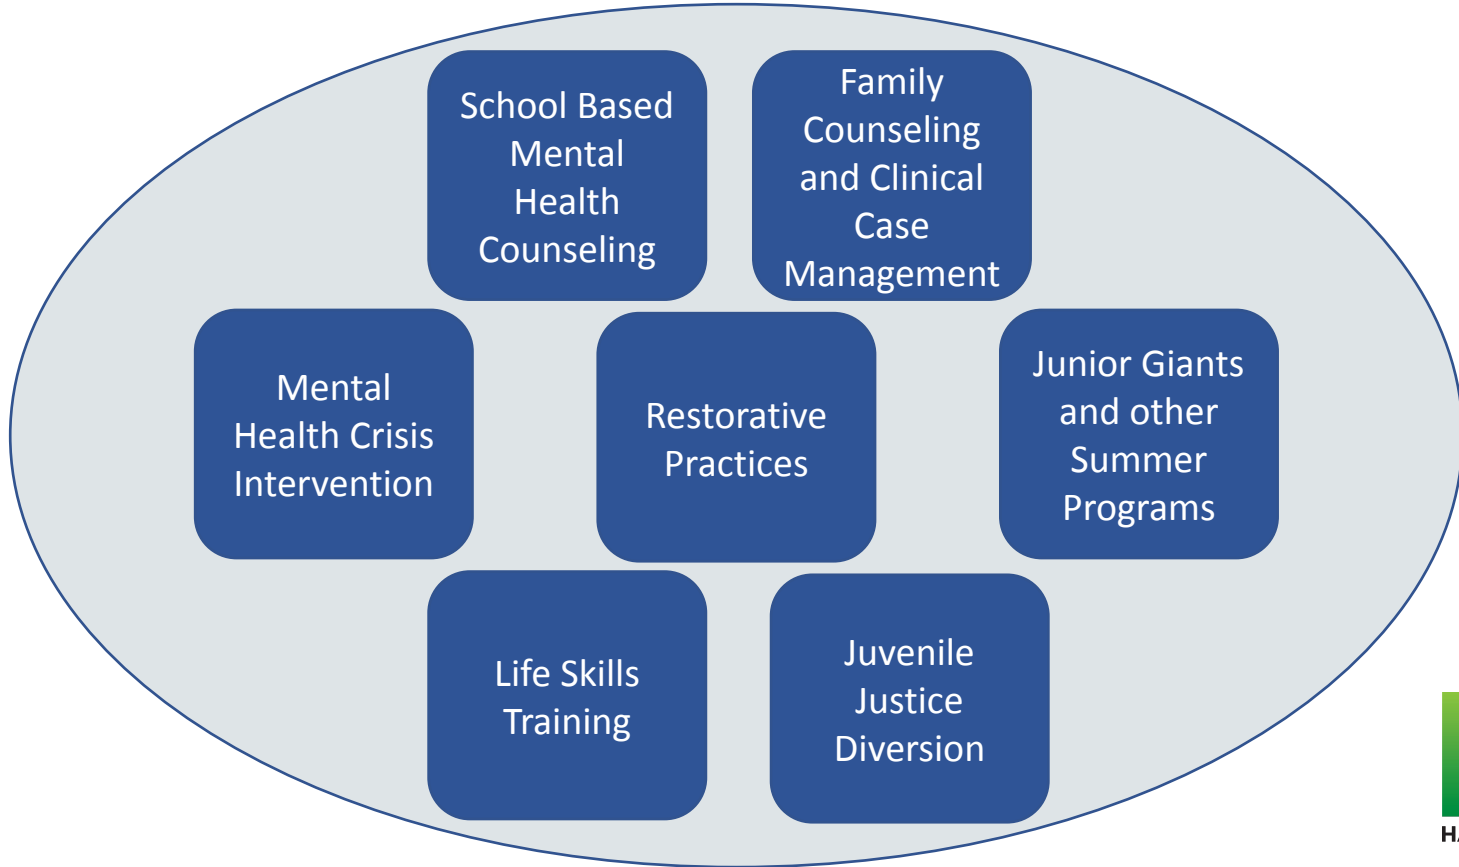 School Based
Mental
Health
Counseling
Family
Counseling
and Clinical
Case
Management
Mental
Health Crisis
Intervention
Restorative
Practices
Junior Giants
and other
Summer
Programs
Life Skills
Training
Juvenile
Justice
Diversion